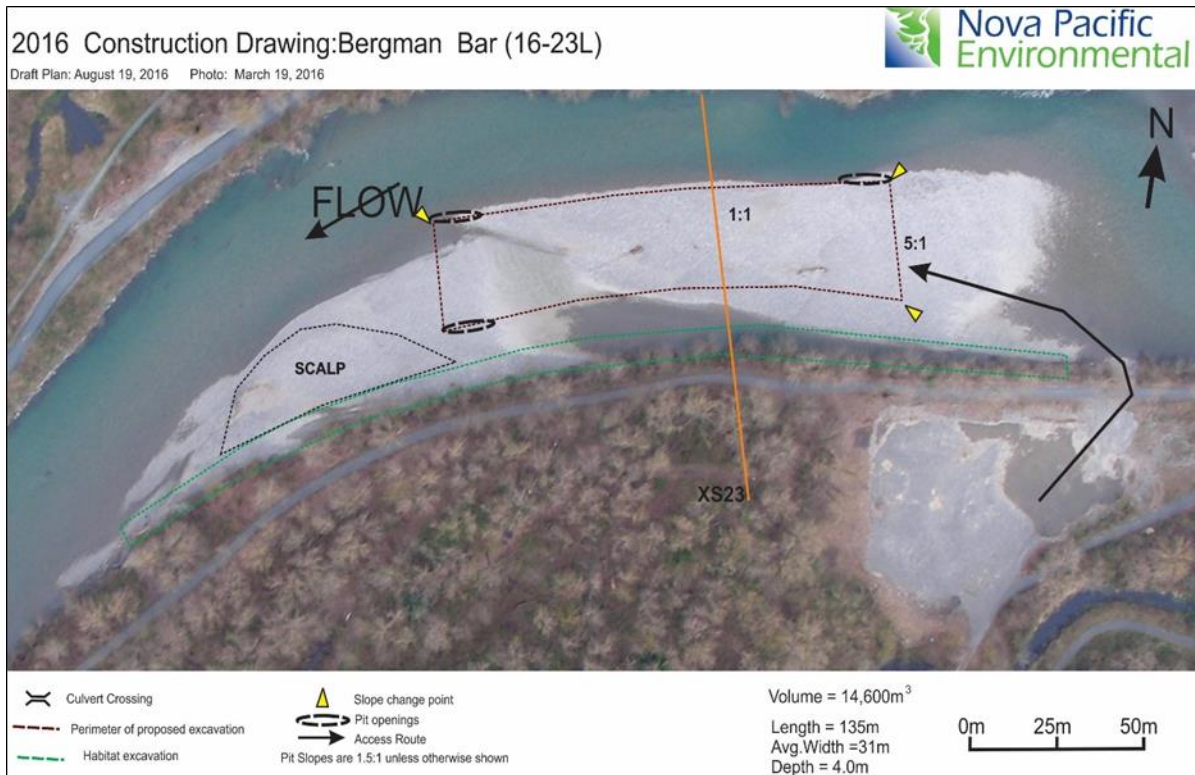 2016 Construction Drawing:Bergman Bar (16-23L)
Draft Plan: August 19, 2016 Photo: March 19, 2016
Nova Pacific
Environmental
N
FLOW
1:1
5:1
SCALP
XS23
Culvert Crossing
Perimeter of proposed excavation
Habitat excavation
Slope change point
Pit openings
Access Route
Pit Slopes are 1.5:1 unless otherwise shown
Volume = 14,600m³
Length = 135m
Avg.Width =31m
Depth = 4.0m
0m 25m 50m